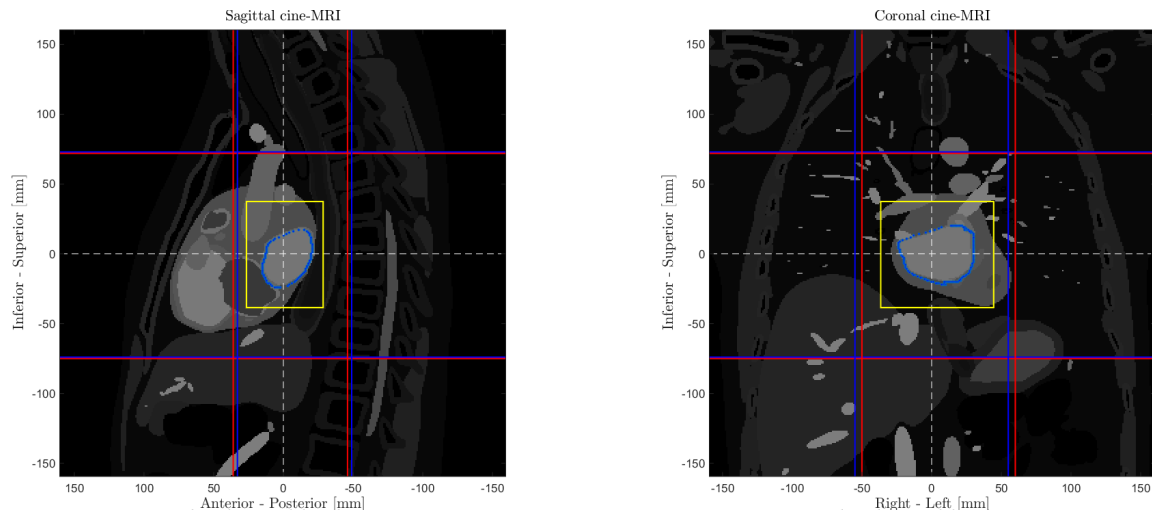 Sagittal cine-MRI
150
100
50
0
-50
-100
-150
Inferior - Superior [mm]
150 100 50 0 -50 -100 -150
Anterior - Posterior [mm]
Coronal cine-MRI
150
100
50
0
-50
-100
-150
Inferior - Superior [mm]
-150 -100 -50 0 50 100 150
Right - Left [mm]